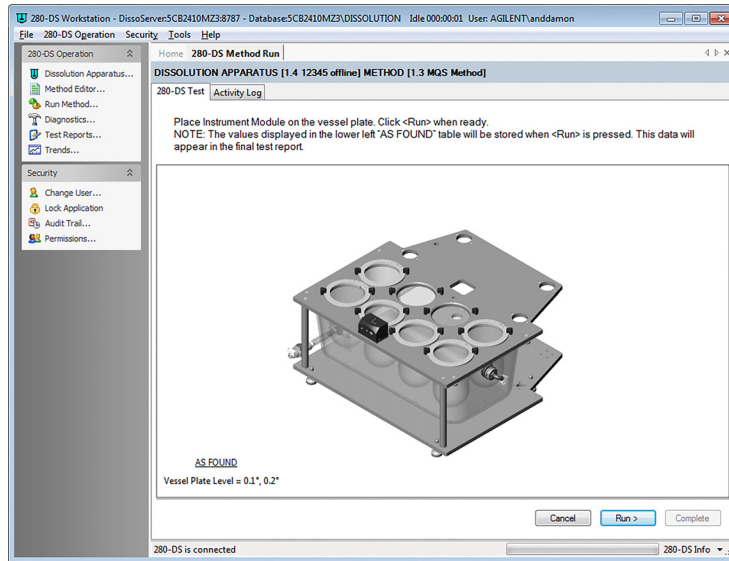 280-DS Workstation - DissoServer:5CB2410MZ3:8787 - Database:5CB2410MZ3\DISSOLUTION Idle 000:00:01 User: AGILENT\anddamon
File 280-DS Operation Security Tools Help
280-DS Operation
Dissolution Apparatus...
Method Editor...
Run Method...
Diagnostics...
Test Reports...
Trends...
Security
Change User...
Lock Application
Audit Trail...
Permissions...
Home 280-DS Method Run
DISSOLUTION APPARATUS [1.4 12345 offline] METHOD [1.3 MQS Method]
280-DS Test Activity Log
Place Instrument Module on the vessel plate. Click <Run> when ready.
NOTE: The values displayed in the lower left "AS FOUND" table will be stored when <Run> is pressed. This data will
appear in the final test report.
AS FOUND
Vessel Plate Level = 0.1°, 0.2°
Cancel Run > Complete
280-DS is connected 280-DS Info